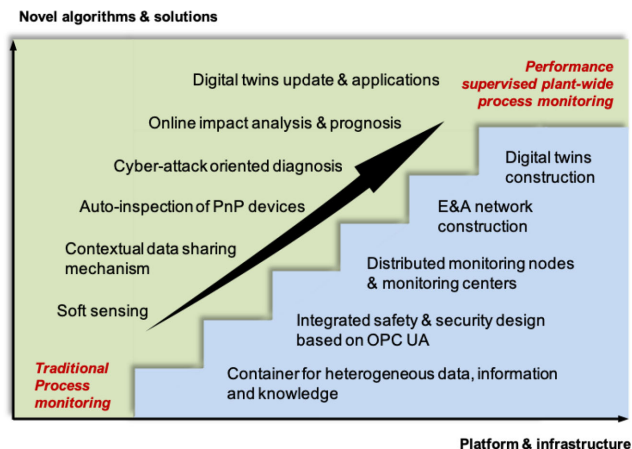 Novel algorithms & solutions
Performance
supervised plant-wide
process monitoring
Digital twins update & applications
Online impact analysis & prognosis
Cyber-attack oriented diagnosis
Auto-inspection of PnP devices
Contextual data sharing
mechanism
Soft sensing
Traditional
Process
monitoring
Digital twins
construction
E&A network
construction
Distributed monitoring nodes
& monitoring centers
Integrated safety & security design
based on OPC UA
Container for heterogeneous data, information
and knowledge
Platform & infrastructure